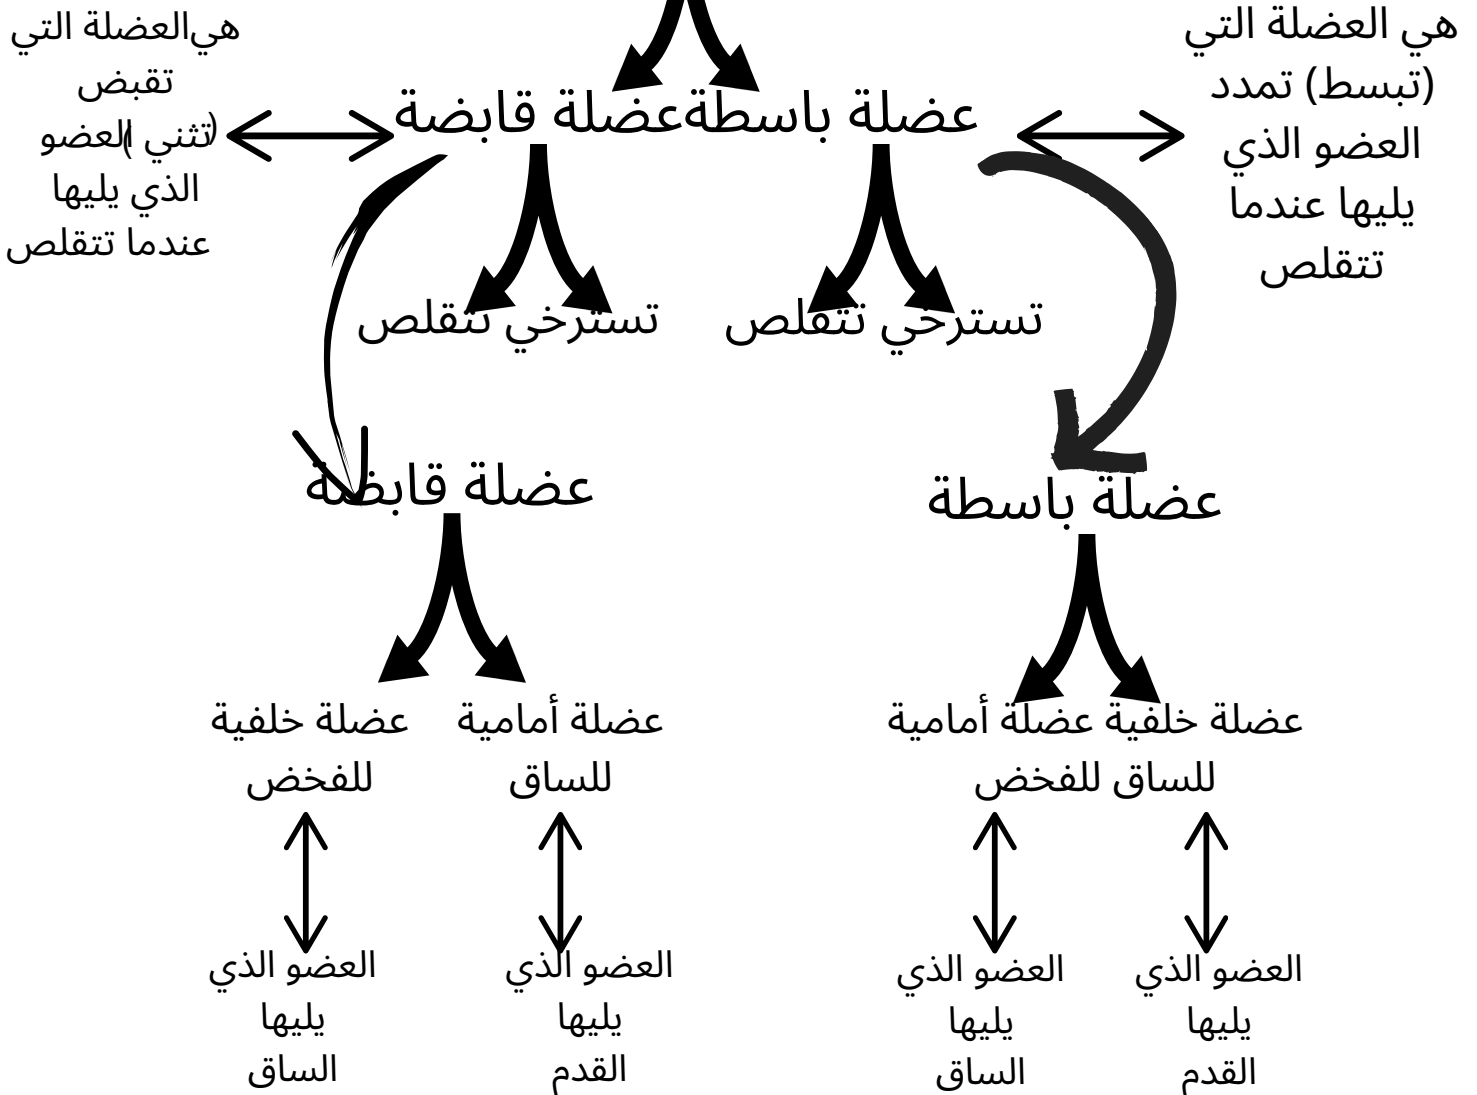 هي العضلة التي
(تبسط) تمدد
العضو الذي
يليها عندما
تتقلص
عضلة باسطة
عضلة قابضة
هي العضلة التي
تقبض
(تثني) العضو
الذي يليها
عندما تتقلص
تسترخي تتقلص
تسترخي تتقلص
عضلة باسطة
عضلة خلفية عضلة أمامية
للساق للفخض
العضو الذي
يليها
القدم
العضو الذي
يليها
الساق
عضلة قابضة
عضلة أمامية
للساق
العضو الذي
يليها
القدم
عضلة خلفية
للفخض
العضو الذي
يليها
الساق